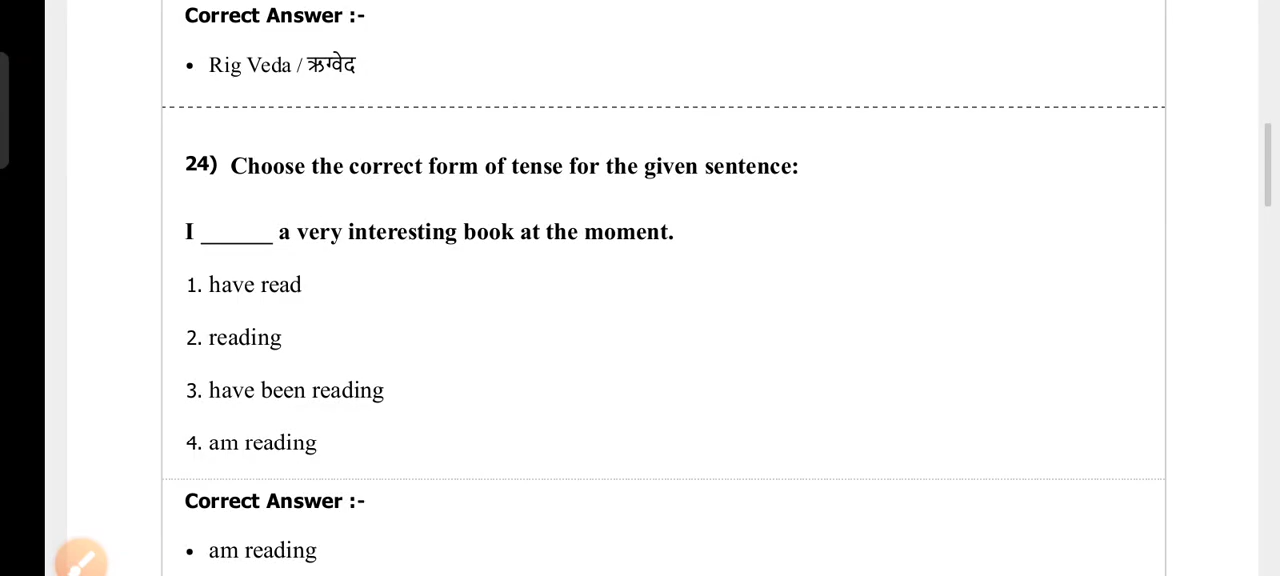 Correct Answer :-
• Rig Veda / ऋग्वेद
24) Choose the correct form of tense for the given sentence:
I ______ a very interesting book at the moment.
1. have read
2. reading
3. have been reading
4. am reading
Correct Answer :-
• am reading